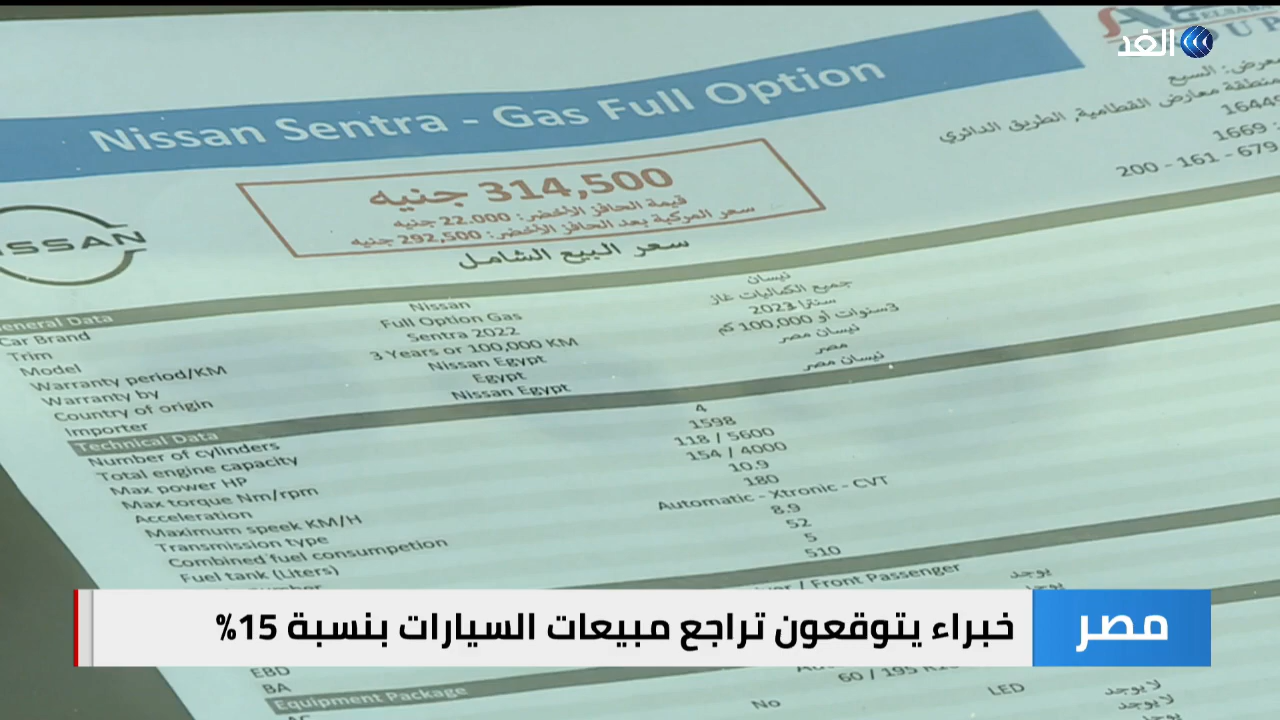 الغد
GROUP
Nissan Sentra - Gas Full Option
معرض: السبع
منطقة معارض القطامية, الطريق الدائري
1669
200 - 161 - 679
314,500 جنيه
قيمة الحافز الأخضر: 22.000 جنيه
سعر المركبة بعد الحافز الأخضر: 292,500 جنيه
سعر البيع الشامل
NISSAN
General Data
Car Brand Nissan نيسان
Trim Full Option Gas جميع الكماليات غاز
Model Sentra 2022 سنترا 2023
Warranty period/KM 3 Years or 100,000 KM 3سنوات أو 100,000 كم
Warranty by Nissan Egypt نيسان مصر
Country of origin Egypt مصر
Importer Nissan Egypt نيسان مصر
Technical Data
Number of cylinders 4
Total engine capacity 1598
Max power HP 118 / 5600
Max torque Nm/rpm 154 / 4000
Acceleration 10.9
Maximum speek KM/H 180
Transmission type Automatic - Xtronic - CVT
Combined fuel consumpetion 8.9
Fuel tank (Liters) 52
5
510
/ Front Passenger يوجد
مصر
خبراء يتوقعون تراجع مبيعات السيارات بنسبة 15%
60 / 195
EBD
BA
Equipment Package
No LED لا يوجد
لا يوجد